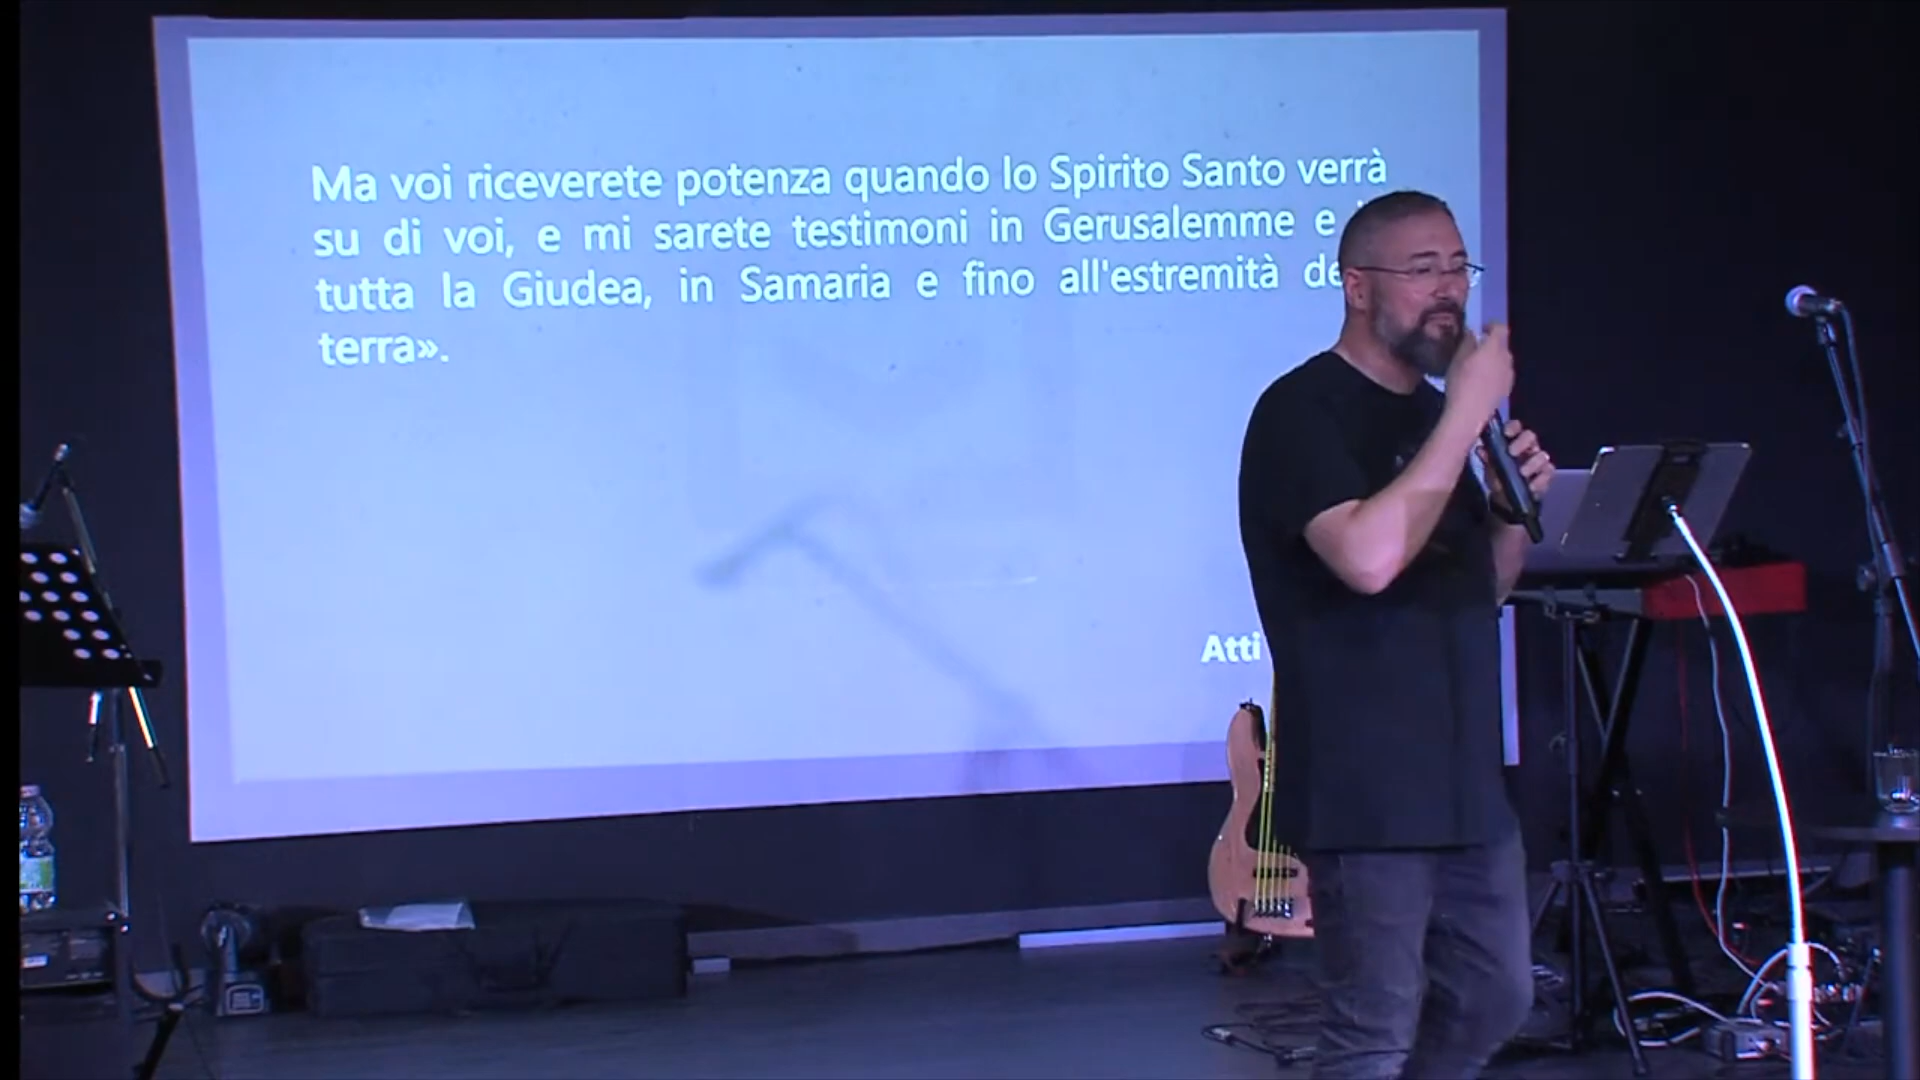 Ma voi riceverete potenza quando lo Spirito Santo verrà
su di voi, e mi sarete testimoni in Gerusalemme e
tutta la Giudea, in Samaria e fino all'estremità
terra».
Atti